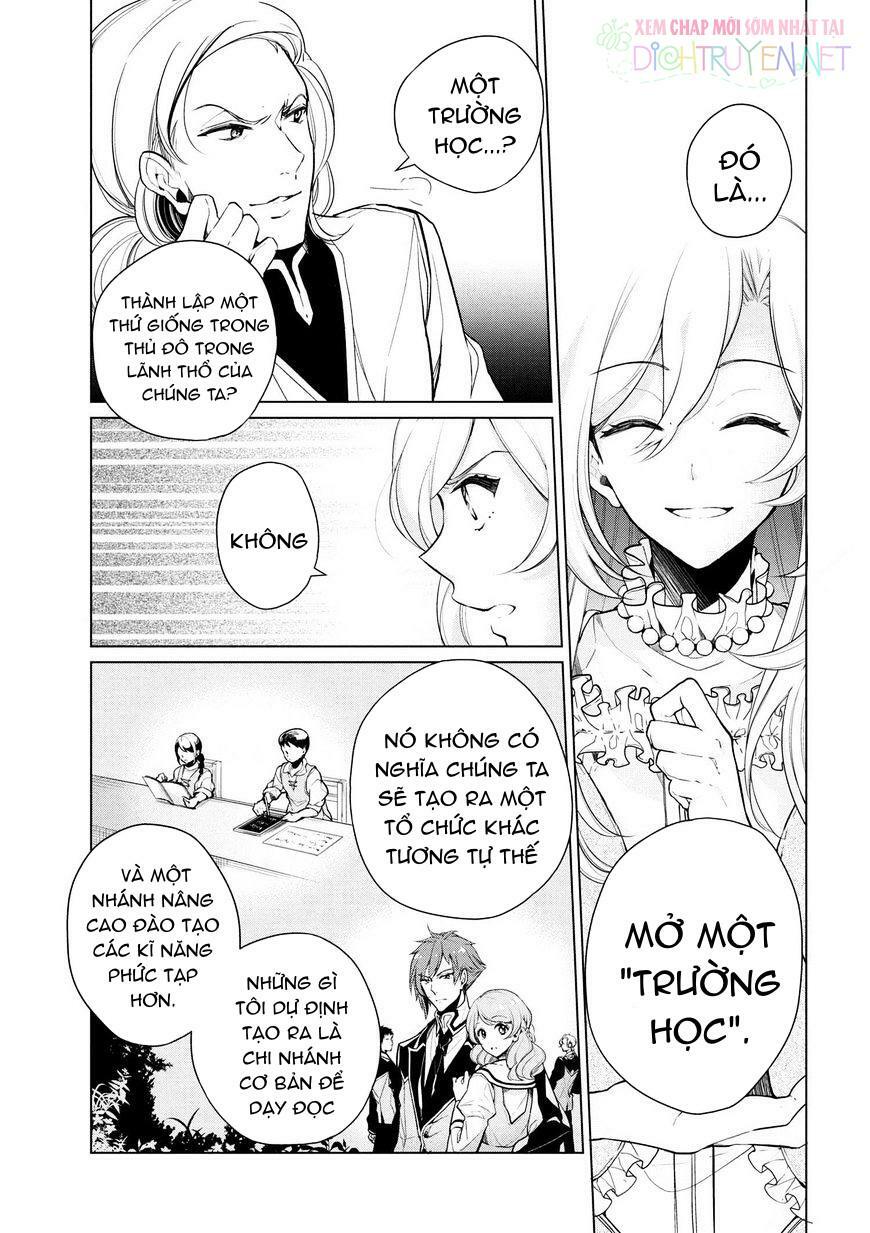 XEM CHAP MỚI SỚM NHẤT TẠI
DICHTRUYEN.NET
ĐÓ
LÀ...
MỞ MỘT
"TRƯỜNG
HỌC".
MỘT
TRƯỜNG
HỌC...?
THÀNH LẬP MỘT
THỨ GIỐNG TRONG
THỦ ĐÔ TRONG
LÃNH THỔ CỦA
CHÚNG TA?
KHÔNG
NÓ KHÔNG CÓ
NGHĨA CHÚNG TA
SẼ TẠO RA MỘT
TỔ CHỨC KHÁC
TƯƠNG TỰ THẾ
NHỮNG GÌ
TÔI DỰ ĐỊNH
TẠO RA LÀ
CHI NHÁNH
CƠ BẢN ĐỂ
DẠY ĐỌC
VÀ MỘT
NHÁNH NÂNG
CAO ĐÀO TẠO
CÁC KĨ NĂNG
PHỨC TẠP
HƠN.